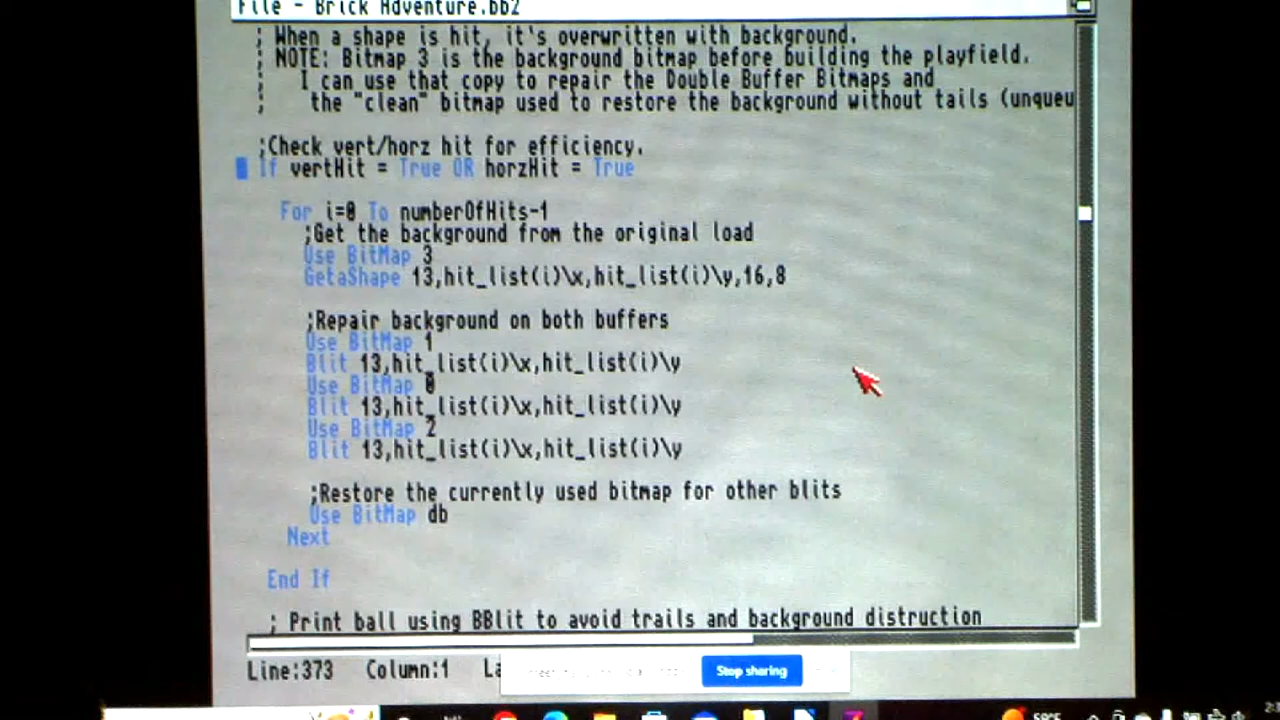 File - Brick Adventure.bb2
; When a shape is hit, it's overwritten with background.
; NOTE: Bitmap 3 is the background bitmap before building the playfield.
; I can use that copy to repair the Double Buffer Bitmaps and
; the "clean" bitmap used to restore the background without tails (unqueu
;Check vert/horz hit for efficiency.
If vertHit = True OR horzHit = True
For i=0 To numberOfHits-1
;Get the background from the original load
Use BitMap 3
GetaShape 13,hit_list(i)\x,hit_list(i)\y,16,8
;Repair background on both buffers
Use BitMap 1
Blit 13,hit_list(i)\x,hit_list(i)\y
Use BitMap 0
Blit 13,hit_list(i)\x,hit_list(i)\y
Use BitMap 2
Blit 13,hit_list(i)\x,hit_list(i)\y
;Restore the currently used bitmap for other blits
Use BitMap db
Next
End If
; Print ball using BBlit to avoid trails and background distruction
Line:373 Column:1 La
Stop sharing
59°F